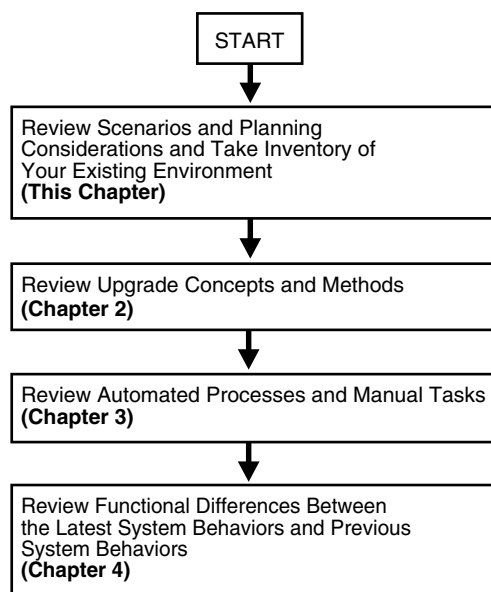 START
Review Scenarios and Planning
Considerations and Take Inventory of
Your Existing Environment
(This Chapter)
Review Upgrade Concepts and Methods
(Chapter 2)
Review Automated Processes and Manual Tasks
(Chapter 3)
Review Functional Differences Between
the Latest System Behaviors and Previous
System Behaviors
(Chapter 4)